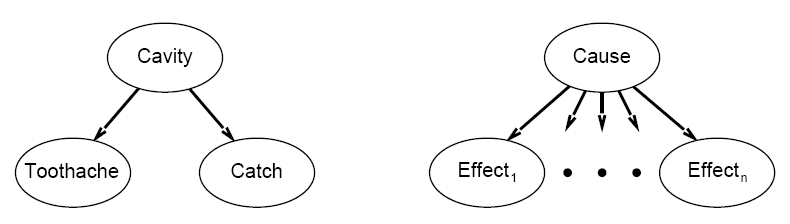 Cavity
Toothache
Catch
Cause
Effect1
Effectn